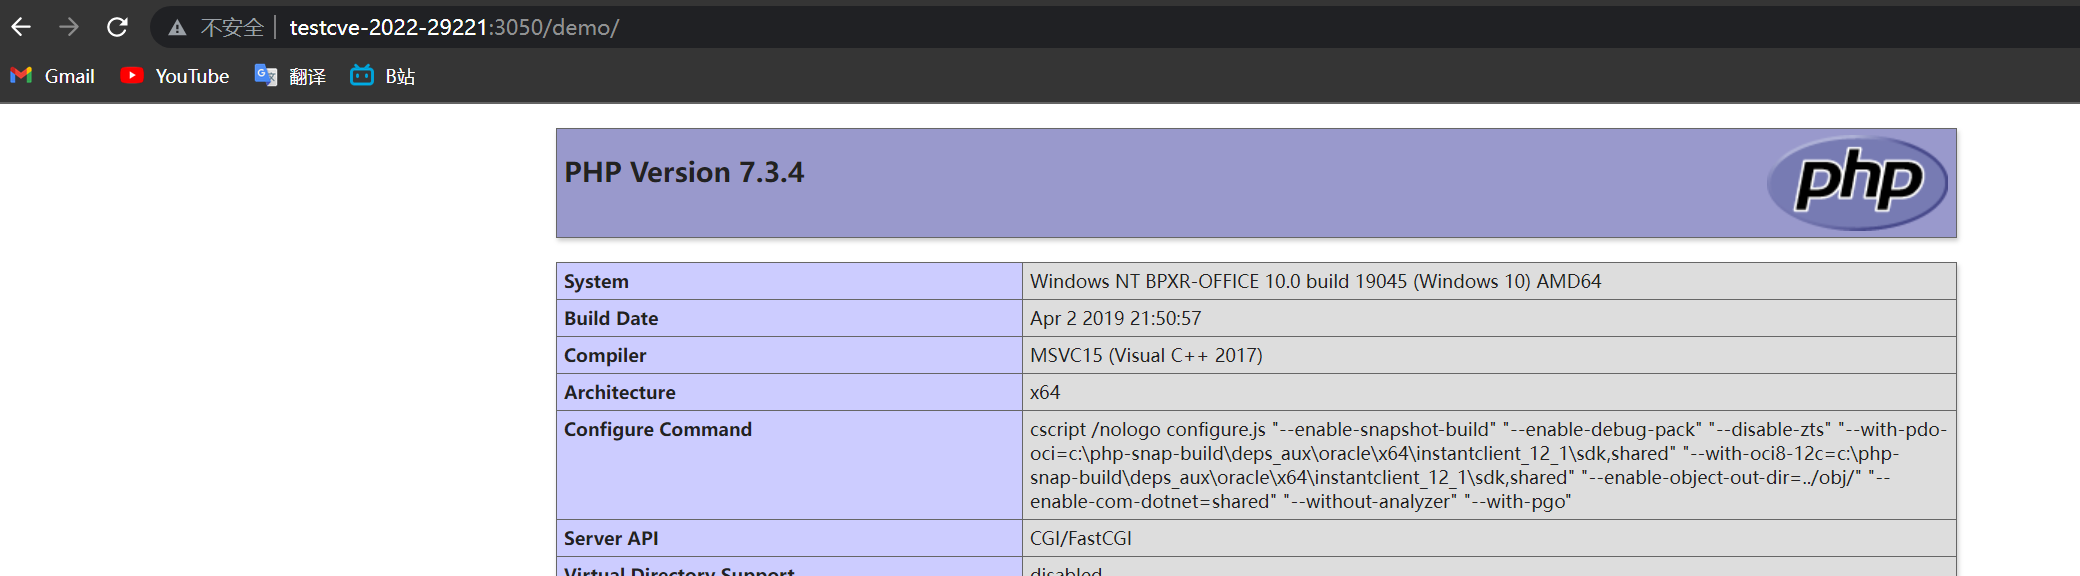 不安全 testcve-2022-29221:3050/demo/
Gmail YouTube 翻译 B站
PHP Version 7.3.4
php
System Windows NT BPXR-OFFICE 10.0 build 19045 (Windows 10) AMD64
Build Date Apr 2 2019 21:50:57
Compiler MSVC15 (Visual C++ 2017)
Architecture x64
Configure Command cscript /nologo configure.js "--enable-snapshot-build" "--enable-debug-pack" "--disable-zts" "--with-pdo-
oci=c:\php-snap-build\deps_aux\oracle\x64\instantclient_12_1\sdk,shared" "--with-oci8-12c=c:\php-
snap-build\deps_aux\oracle\x64\instantclient_12_1\sdk,shared" "--enable-object-out-dir=../obj/" "--
enable-com-dotnet=shared" "--without-analyzer" "--with-pgo"
Server API CGI/FastCGI
Virtual Directory Support disabled